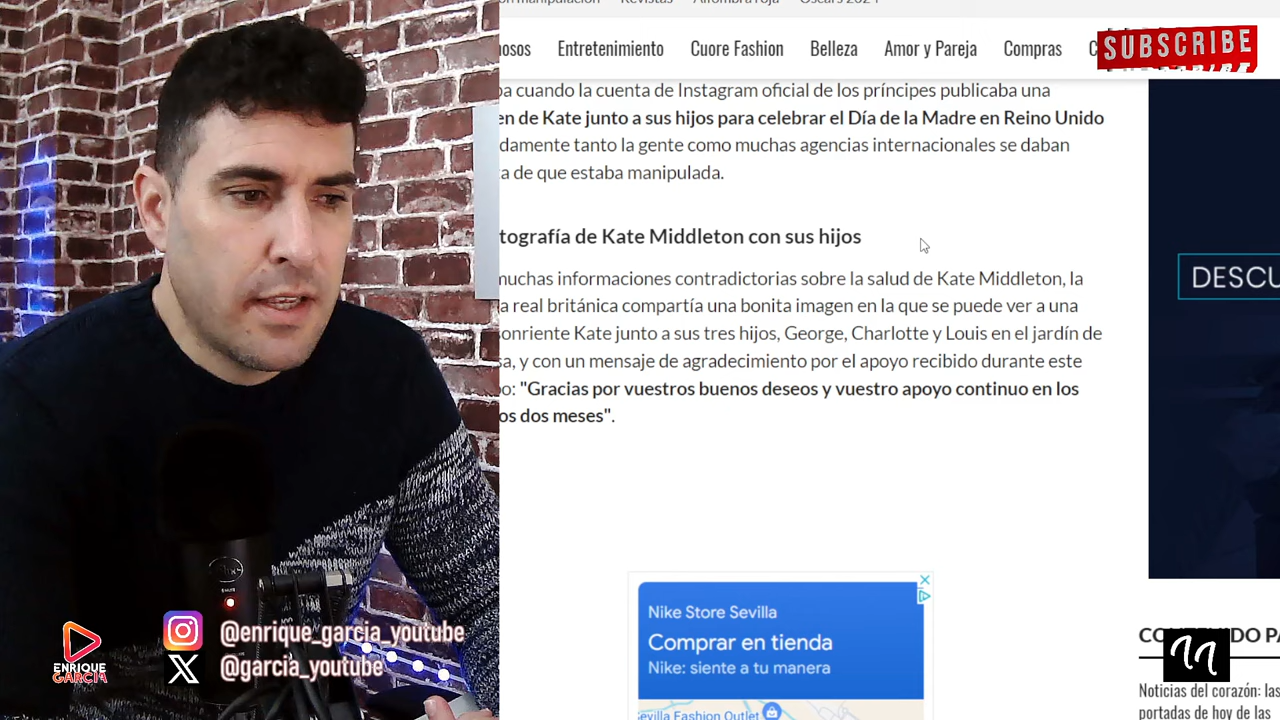 Revistas
Oscars 2024
Entretenimiento
Cuore Fashion
Belleza
Amor y Pareja
Compras
SUBSCRIBE
cuando la cuenta de Instagram oficial de los príncipes publicaba una
de Kate junto a sus hijos para celebrar el Día de la Madre en Reino Unido
tanto la gente como muchas agencias internacionales se daban
de que estaba manipulada.
de Kate Middleton con sus hijos
muchas informaciones contradictorias sobre la salud de Kate Middleton, la
real británica compartía una bonita imagen en la que se puede ver a una
Kate junto a sus tres hijos, George, Charlotte y Louis en el jardín de
y con un mensaje de agradecimiento por el apoyo recibido durante este
"Gracias por vuestros buenos deseos y vuestro apoyo continuo en los
dos meses".
Nike Store Sevilla
Comprar en tienda
Nike: siente a tu manera
Fashion Outlet
Noticias del corazón: las
portadas de hoy de las
ENRIQUE
GARCIA
@enrique_garcia_youtube
@garcia_youtube